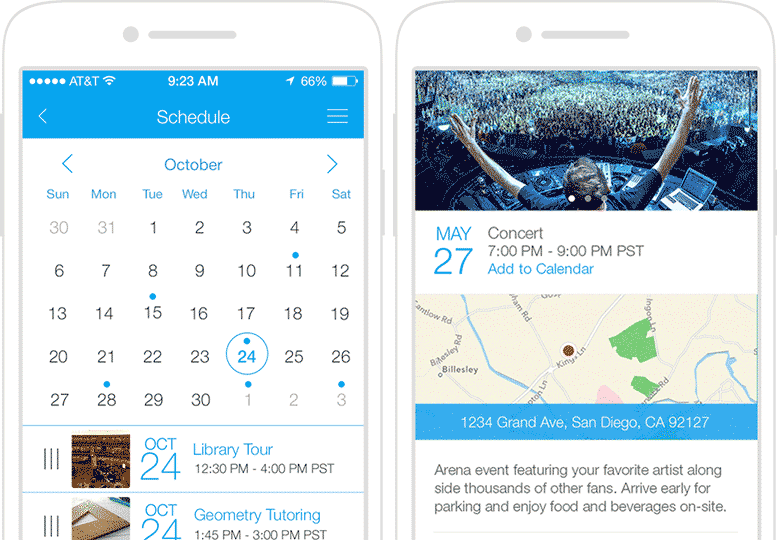 AT&T 9:23 AM 66%
Schedule
October
Sun Mon Tue Wed Thu Fri Sat
30 31 1 2 3 4 5
6 7 8 9 10 11 12
13 14 15 16 17 18 19
20 21 22 23 24 25 26
27 28 29 30 1 2 3
OCT
24
Library Tour
12:30 PM - 4:00 PM PST
OCT
24
Geometry Tutoring
1:45 PM - 3:00 PM PST
MAY
27
Concert
7:00 PM - 9:00 PM PST
Add to Calendar
Billesley Rd
Billesley
1234 Grand Ave, San Diego, CA 92127
Arena event featuring your favorite artist along
side thousands of other fans. Arrive early for
parking and enjoy food and beverages on-site.